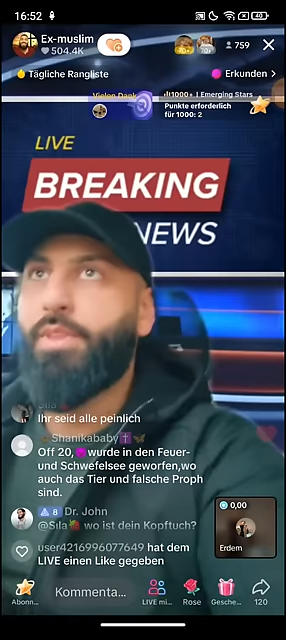 16:52
40
Ex-muslim
504.4K
759
Tägliche Rangliste
Erkunden
Vielen Dank
1000+ | Emerging Stars
Punkte erforderlich
für 1000: 2
LIVE
BREAKING
NEWS
Ihr seid alle peinlich
Shanikababy
Off 20, wurde in den Feuer-
und Schwefelsee geworfen,wo
auch das Tier und falsche Proph
sind.
8 Dr. John
@Sıla wo ist dein Kopftuch?
user4216996077649 hat dem
LIVE einen Like gegeben
0,00
Erdem
Abonn...
Kommenta...
LIVE mi...
Rose
Gesche...
120